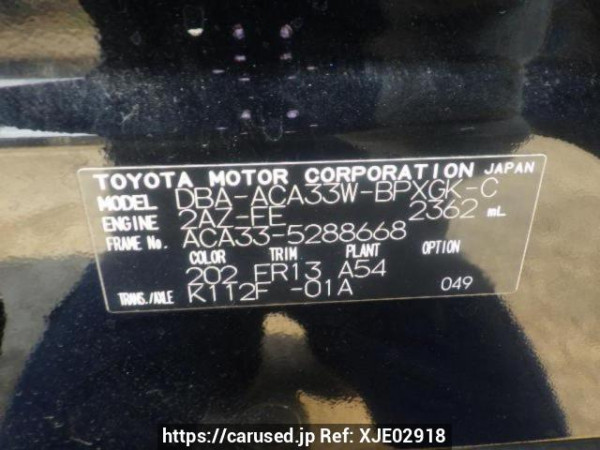 TOYOTA MOTOR CORPORATION JAPAN
MODEL DBA-ACA33W-BPXGK-C
ENGINE 2AZ-FE 2362 mL
FRAME No. ACA33-5288668
COLOR TRIM PLANT OPTION
202 FR13 A54
TRANS./AXLE K112F -01A 049
https://carused.jp Ref: XJE02918